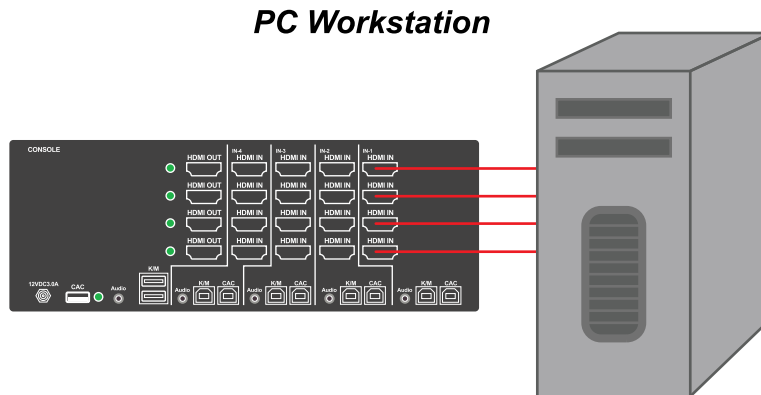 PC Workstation
CONSOLE
IN-4 IN-3 IN-2 IN-1
HDMI OUT HDMI IN HDMI IN HDMI IN HDMI IN
HDMI OUT HDMI IN HDMI IN HDMI IN HDMI IN
HDMI OUT HDMI IN HDMI IN HDMI IN HDMI IN
HDMI OUT HDMI IN HDMI IN HDMI IN HDMI IN
K/M
12VDC3.0A CAC Audio Audio K/M CAC Audio K/M CAC Audio K/M CAC Audio K/M CAC